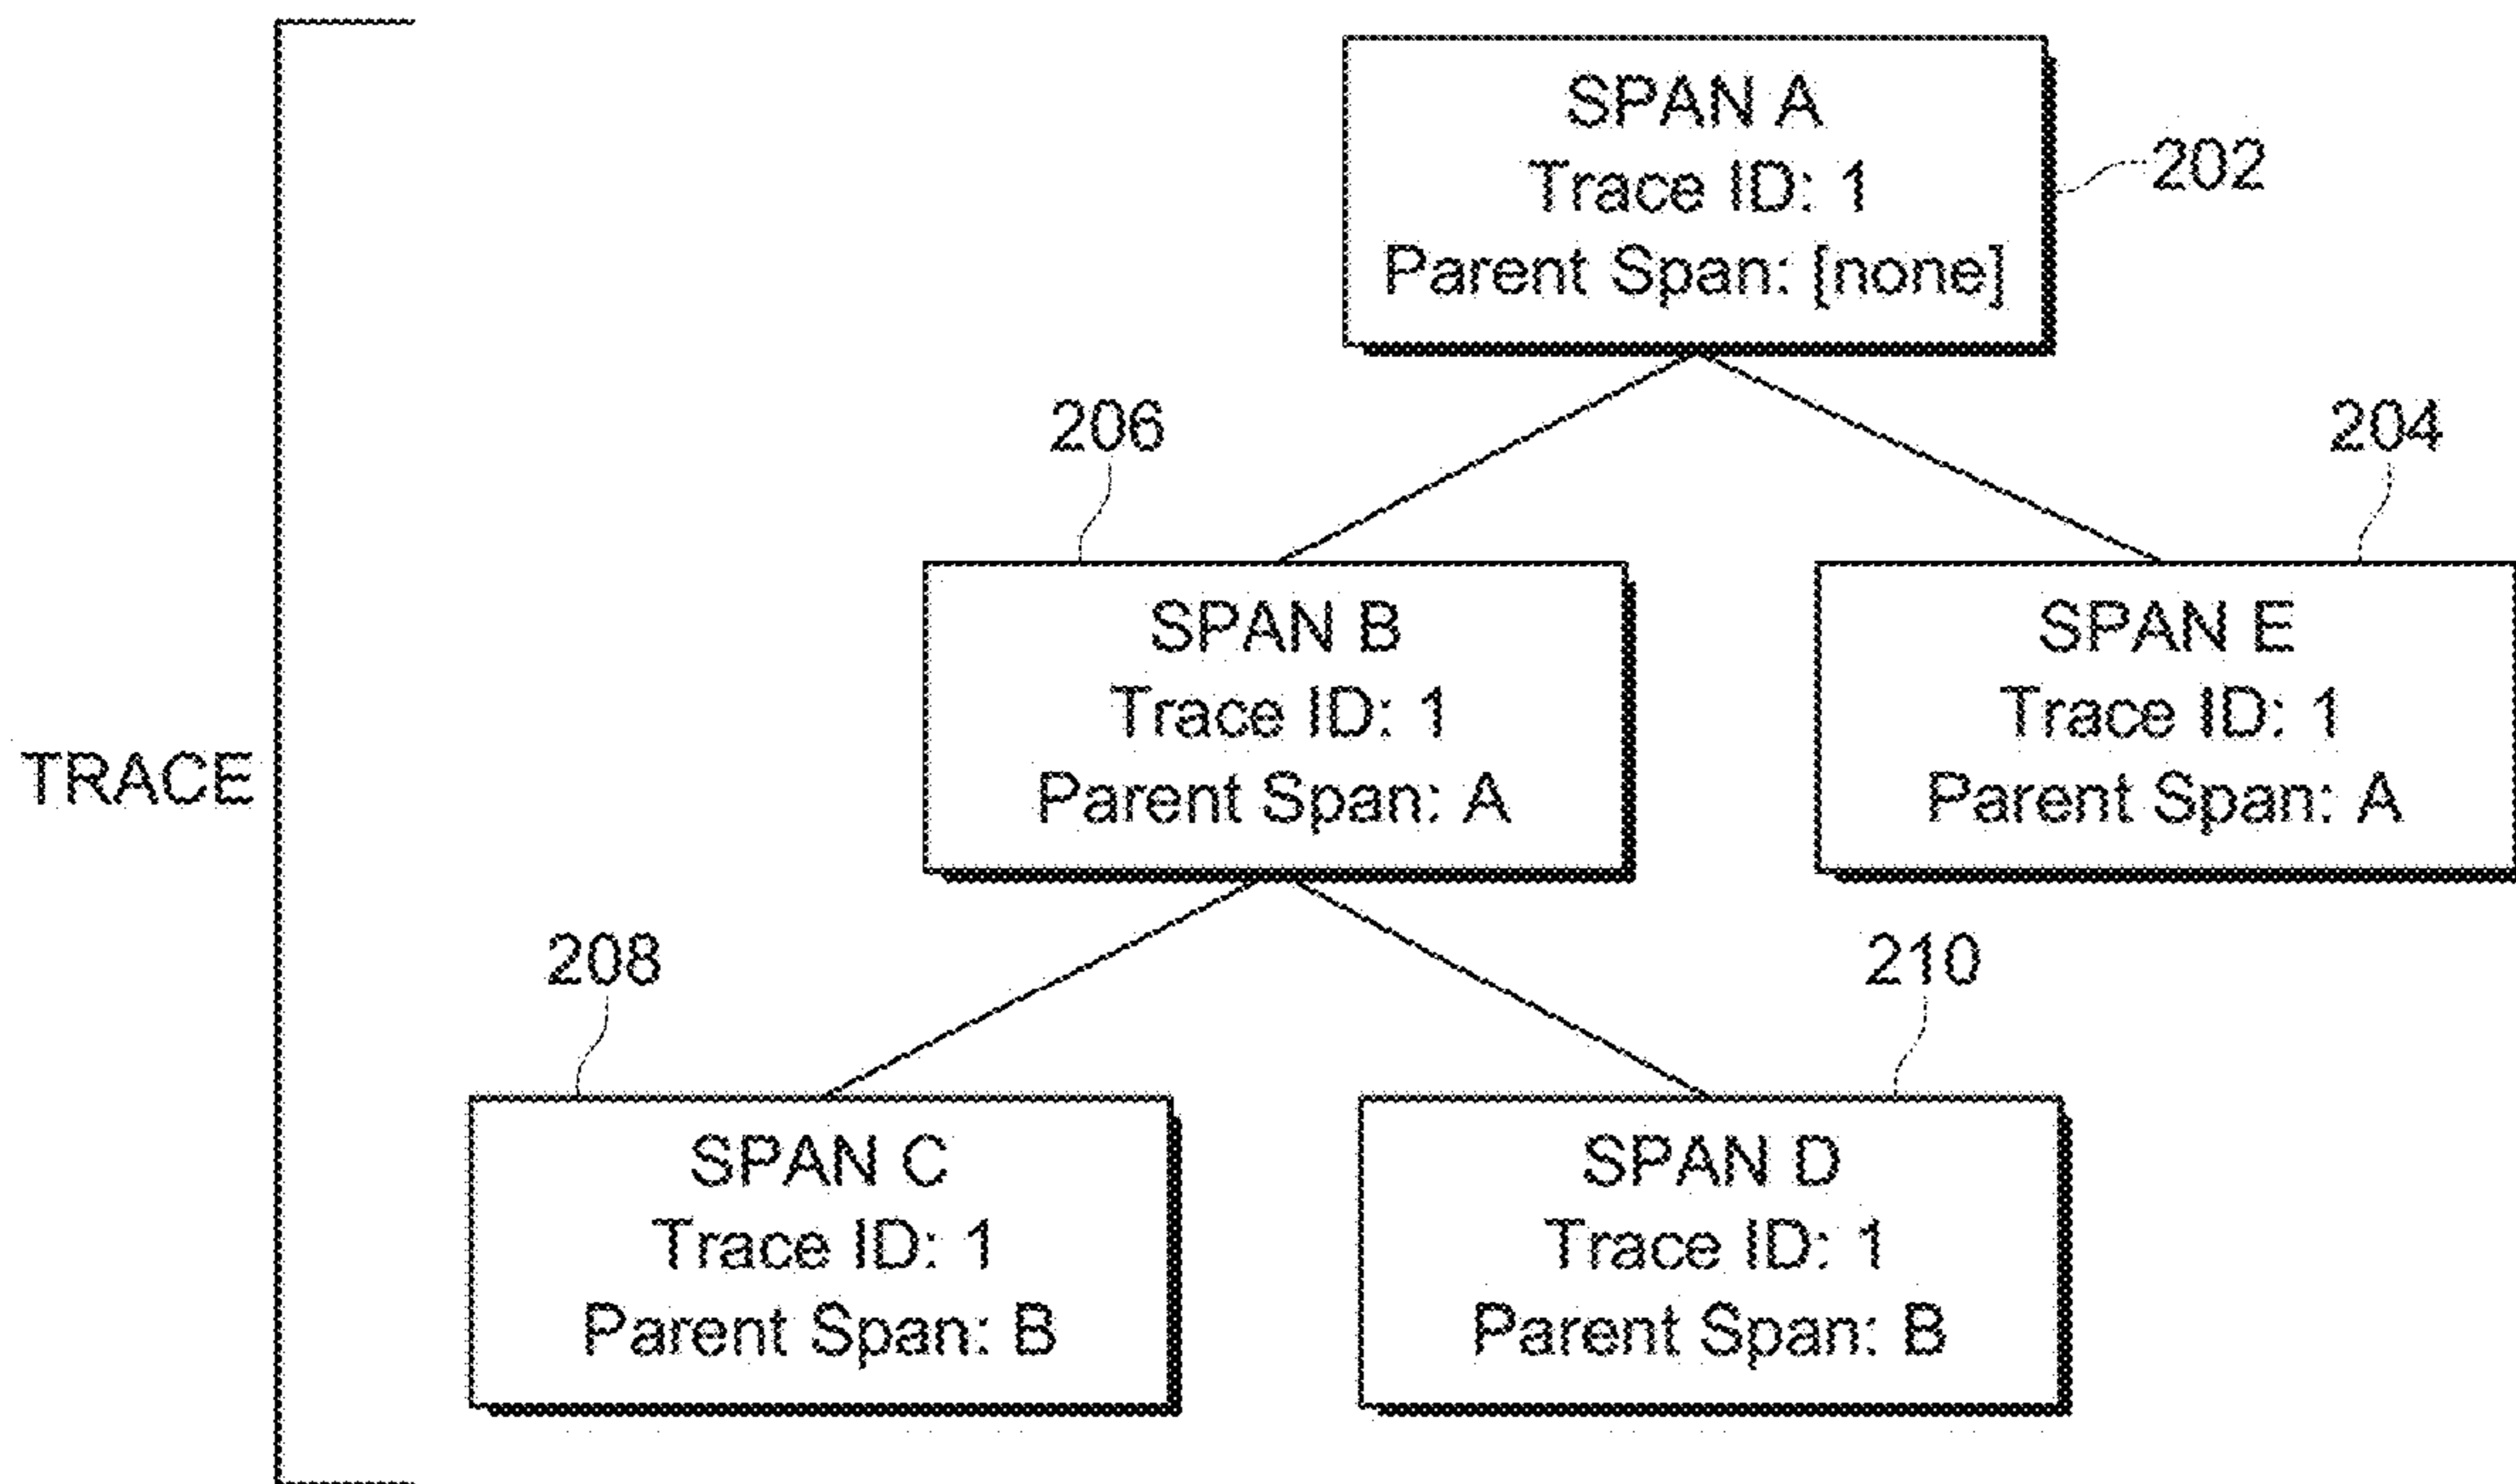 SPAN A
Trace ID: 1
Parent Span: [none]
202
206
204
SPAN B
Trace ID: 1
Parent Span: A
SPAN E
Trace ID: 1
Parent Span: A
TRACE
208
210
SPAN C
Trace ID: 1
Parent Span: B
SPAN D
Trace ID: 1
Parent Span: B